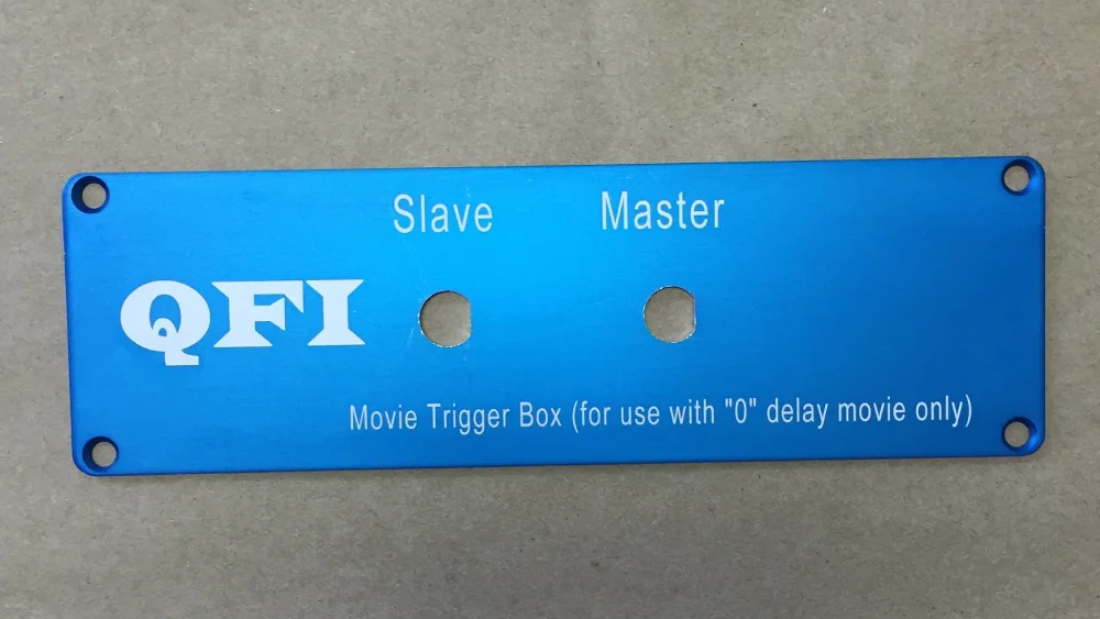 Slave Master
QFI
Movie Trigger Box (for use with "0" delay movie only)